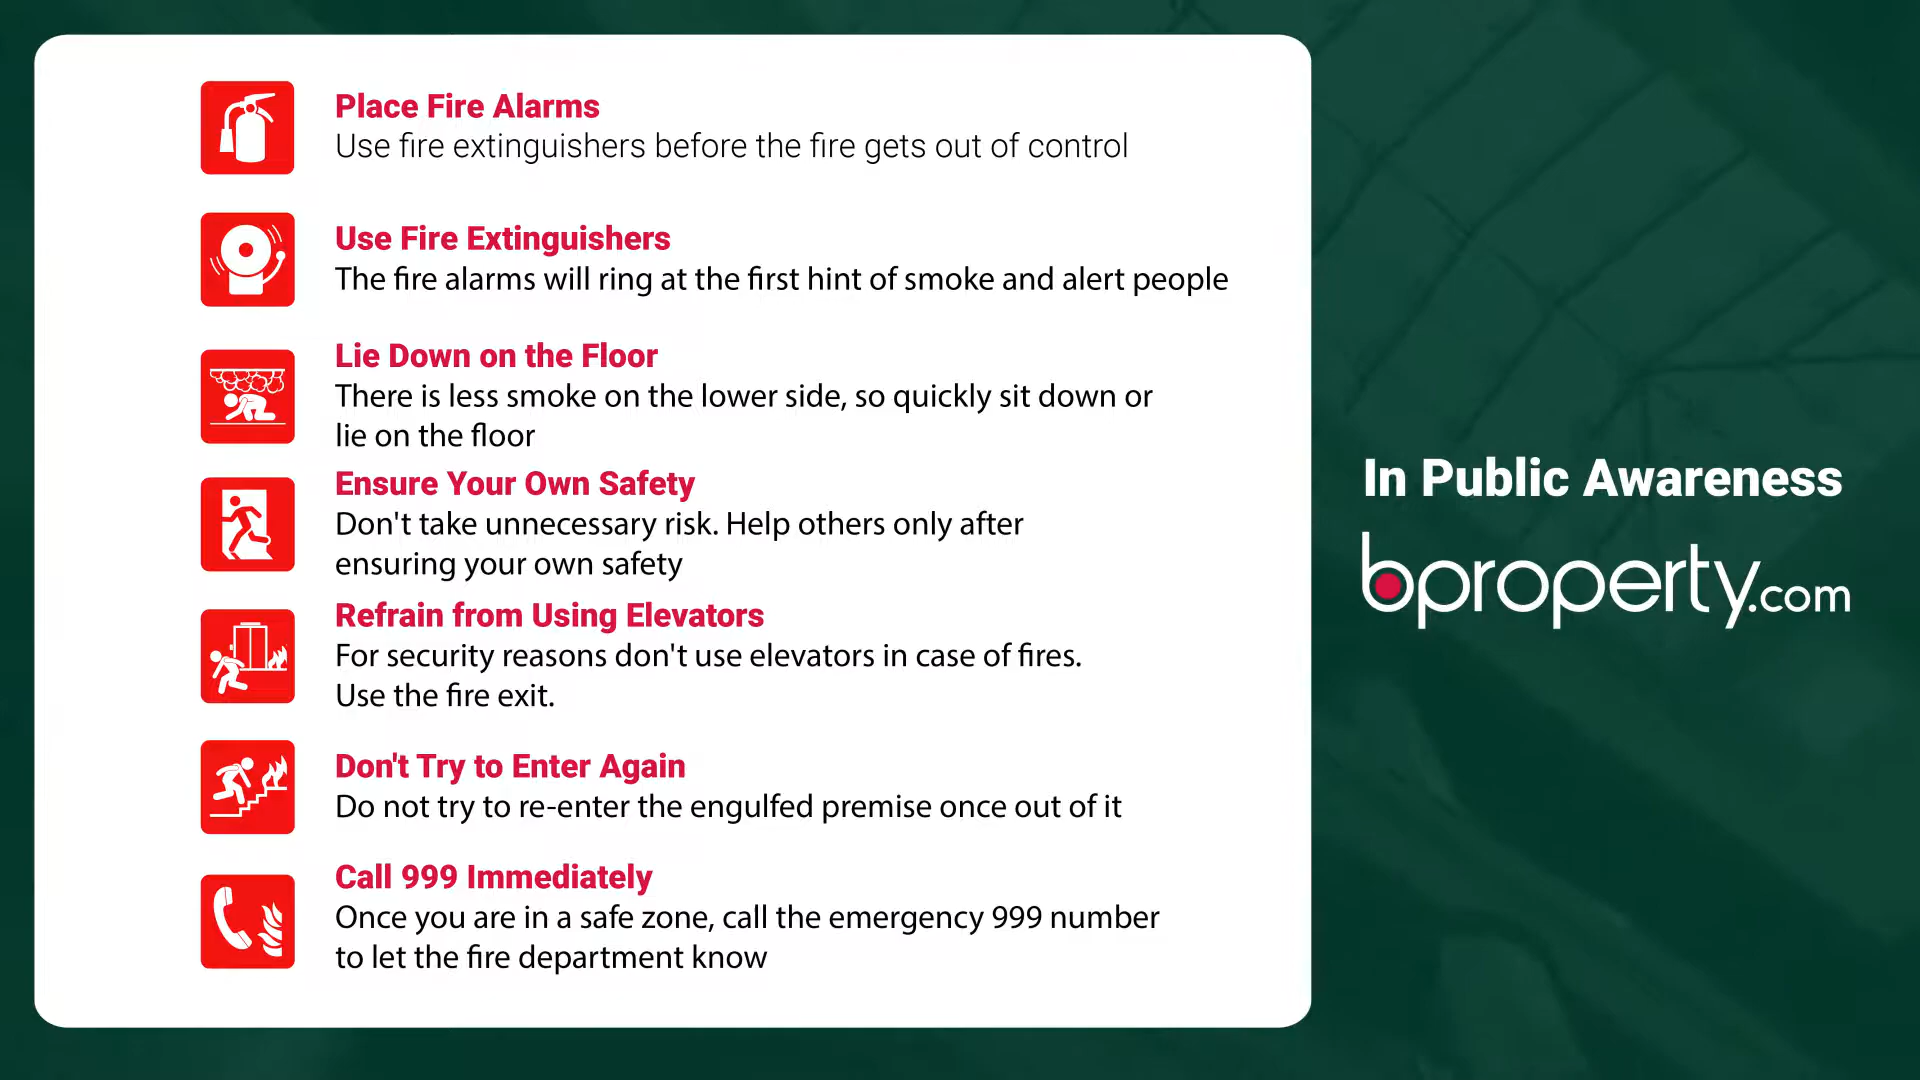 Place Fire Alarms
Use fire extinguishers before the fire gets out of control
Use Fire Extinguishers
The fire alarms will ring at the first hint of smoke and alert people
Lie Down on the Floor
There is less smoke on the lower side, so quickly sit down or
lie on the floor
Ensure Your Own Safety
Don't take unnecessary risk. Help others only after
ensuring your own safety
Refrain from Using Elevators
For security reasons don't use elevators in case of fires.
Use the fire exit.
Don't Try to Enter Again
Do not try to re-enter the engulfed premise once out of it
Call 999 Immediately
Once you are in a safe zone, call the emergency 999 number
to let the fire department know
In Public Awareness
bproperty.com